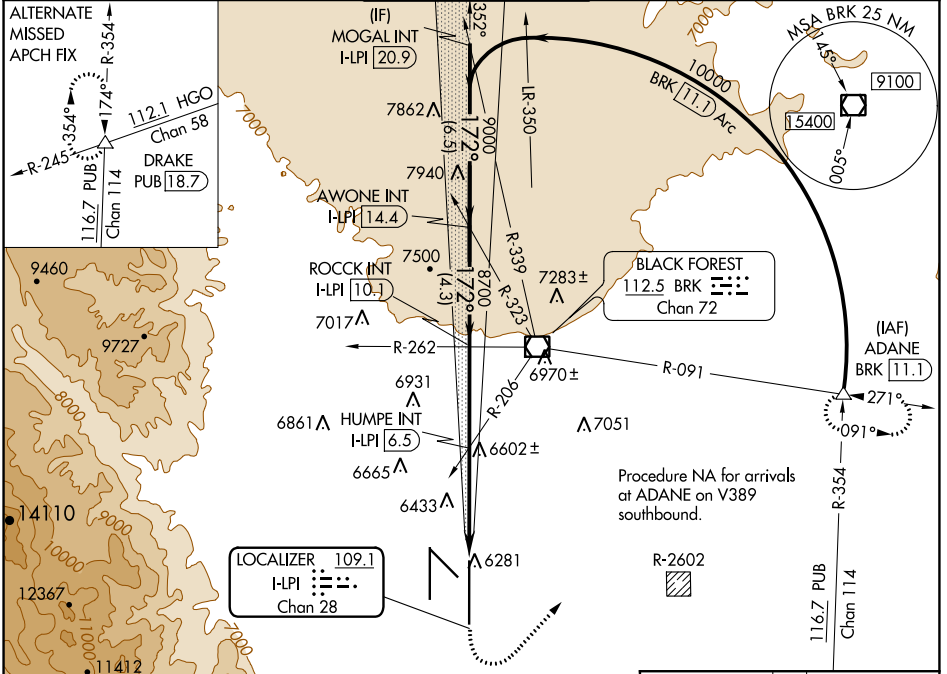 ALTERNATE
MISSED
APCH FIX
R-354
174°
354°
112.1 HGO
Chan 58
R-245
DRAKE
PUB 18.7
116.7 PUB
Chan 114
(IF)
MOGAL INT
I-LPI 20.9
352°
7000
10000
BRK 11.1 Arc
MSA BRK 25 NM
145°
9100
15400
005°
7000
7862
172°
(6.5)
9000
LR-350
7940
AWONE INT
I-LPI 14.4
R-339
R-323
9460
7500
ROCCK INT
I-LPI 10.1
172°
(4.3)
8700
7283±
BLACK FOREST
112.5 BRK
Chan 72
7017
9727
R-262
6970±
R-091
(IAF)
ADANE
BRK 11.1
271°
091°
8000
6931
6861
HUMPE INT
I-LPI 6.5
R-206
7051
6602±
6665
6433
Procedure NA for arrivals
at ADANE on V389
southbound.
R-354
14110
9000
10000
LOCALIZER 109.1
I-LPI
Chan 28
6281
R-2602
12367
11000
7000
11412
116.7 PUB
Chan 114